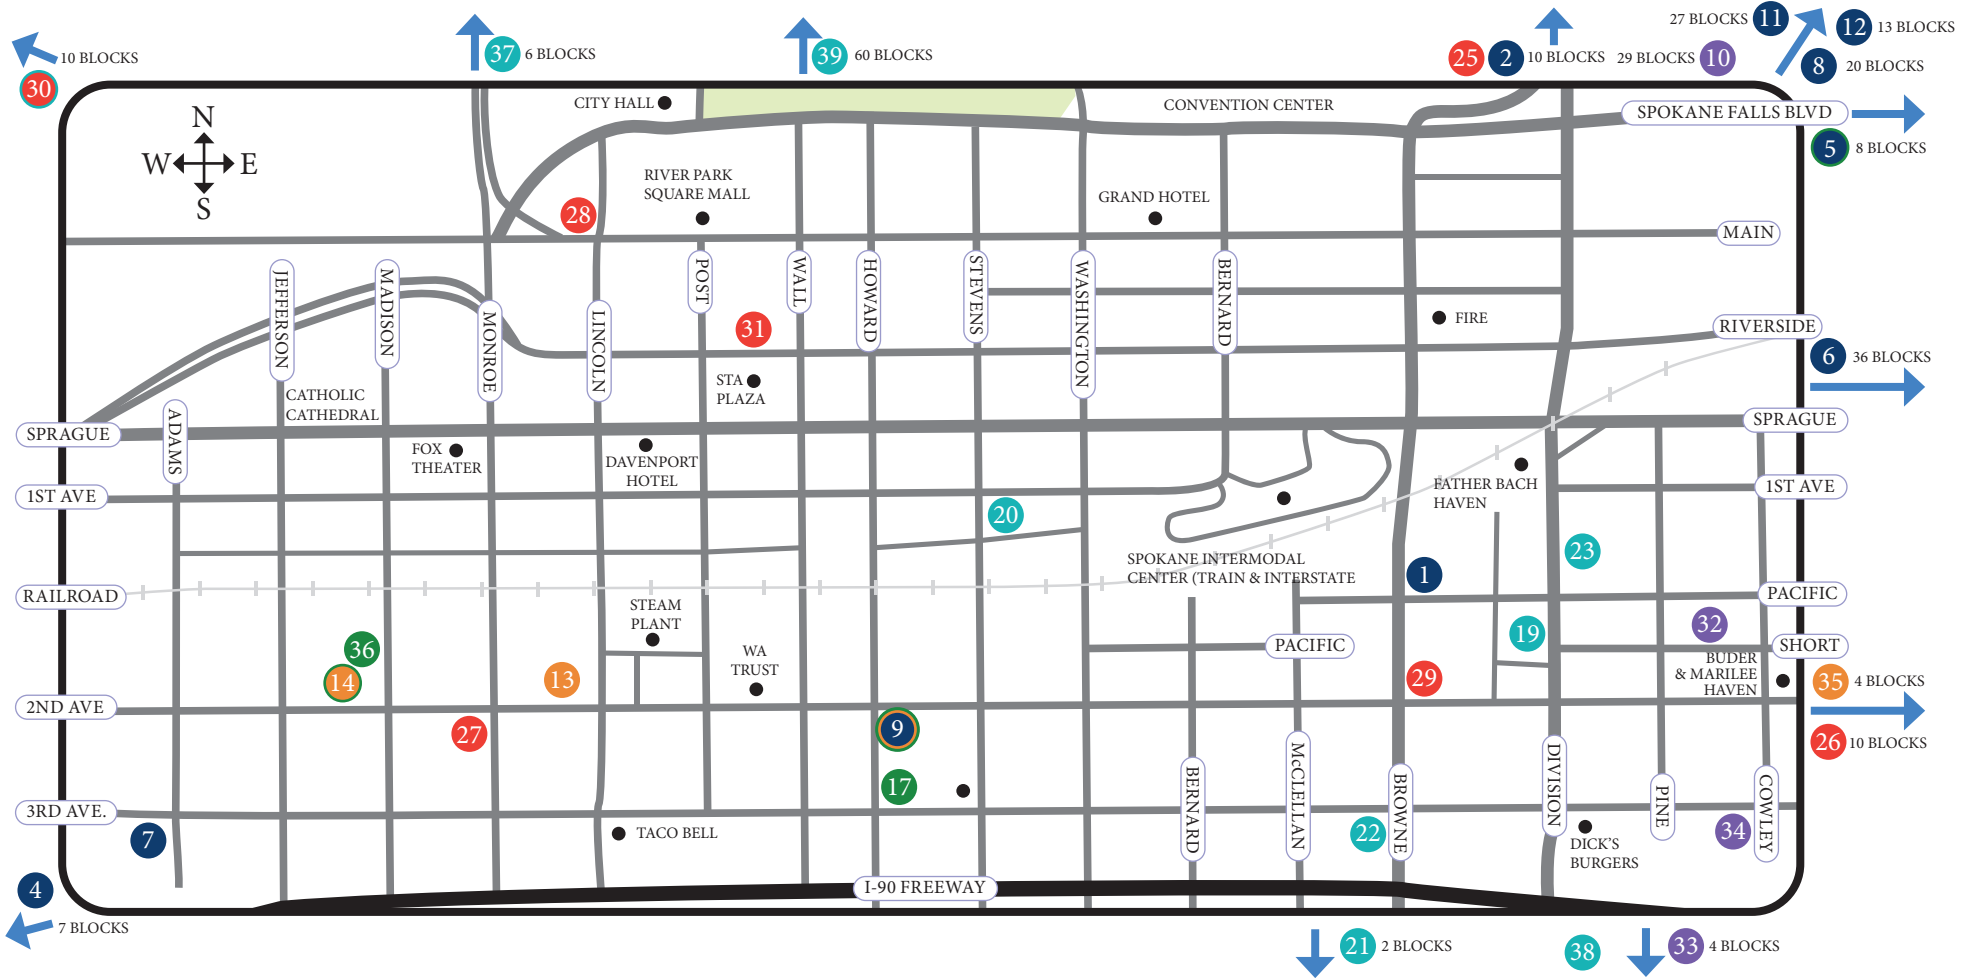 27 BLOCKS 11
12 13 BLOCKS
10 BLOCKS
37 6 BLOCKS
39 60 BLOCKS
25 2 10 BLOCKS
29 BLOCKS 10
8 20 BLOCKS
30
CITY HALL
CONVENTION CENTER
SPOKANE FALLS BLVD
N
W E
S
5 8 BLOCKS
RIVER PARK
SQUARE MALL
GRAND HOTEL
28
MAIN
JEFFERSON
MADISON
MONROE
LINCOLN
POST
WALL
HOWARD
STEVENS
WASHINGTON
BERNARD
31
FIRE
RIVERSIDE
6 36 BLOCKS
STA
PLAZA
CATHOLIC
CATHEDRAL
ADAMS
SPRAGUE
SPRAGUE
FOX
THEATER
DAVENPORT
HOTEL
FATHER BACH
HAVEN
1ST AVE
1ST AVE
20
23
SPOKANE INTERMODAL
CENTER (TRAIN & INTERSTATE
1
RAILROAD
PACIFIC
STEAM
PLANT
32
19
36
WA
TRUST
PACIFIC
SHORT
BUDER
& MARILEE
HAVEN
14
13
29
35 4 BLOCKS
2ND AVE
27
9
26 10 BLOCKS
17
BERNARD
McCLELLAN
BROWNE
DIVISION
PINE
COWLEY
3RD AVE.
7
TACO BELL
22
34
DICK'S
BURGERS
4
I-90 FREEWAY
7 BLOCKS
21 2 BLOCKS
38
33 4 BLOCKS